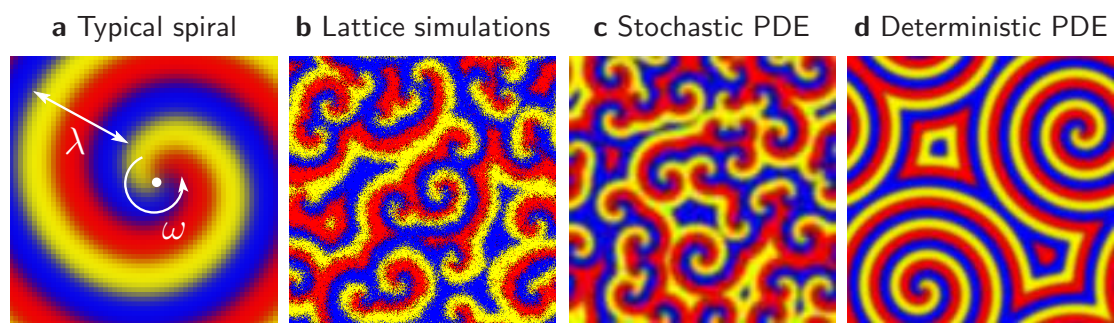 a Typical spiral
b Lattice simulations
c Stochastic PDE
d Deterministic PDE
λ
ω